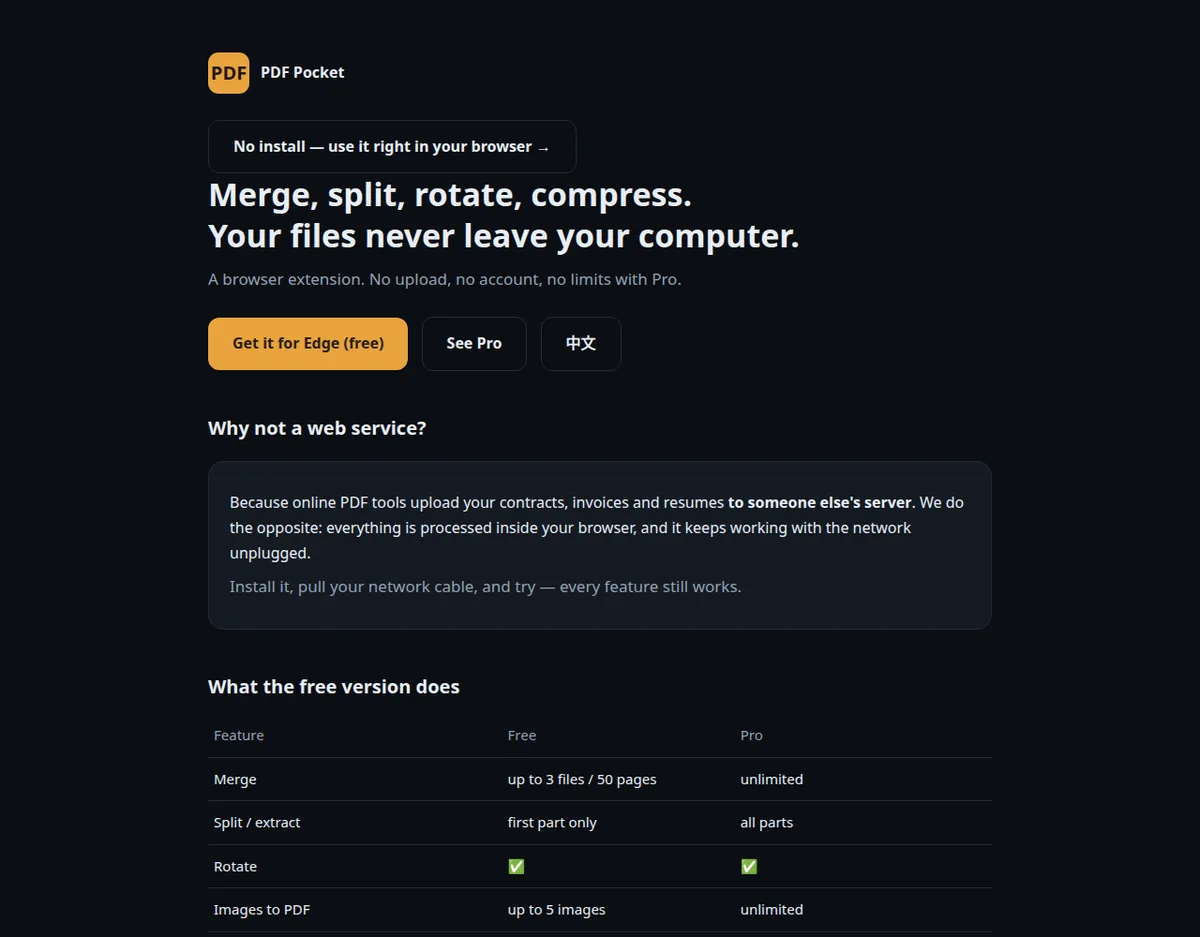 PDF PDF Pocket
No install — use it right in your browser →
Merge, split, rotate, compress.
Your files never leave your computer.
A browser extension. No upload, no account, no limits with Pro.
Get it for Edge (free) See Pro 中文
Why not a web service?
Because online PDF tools upload your contracts, invoices and resumes to someone else's server. We do
the opposite: everything is processed inside your browser, and it keeps working with the network
unplugged.
Install it, pull your network cable, and try — every feature still works.
What the free version does
Feature Free Pro
Merge up to 3 files / 50 pages unlimited
Split / extract first part only all parts
Rotate ✅ ✅
Images to PDF up to 5 images unlimited